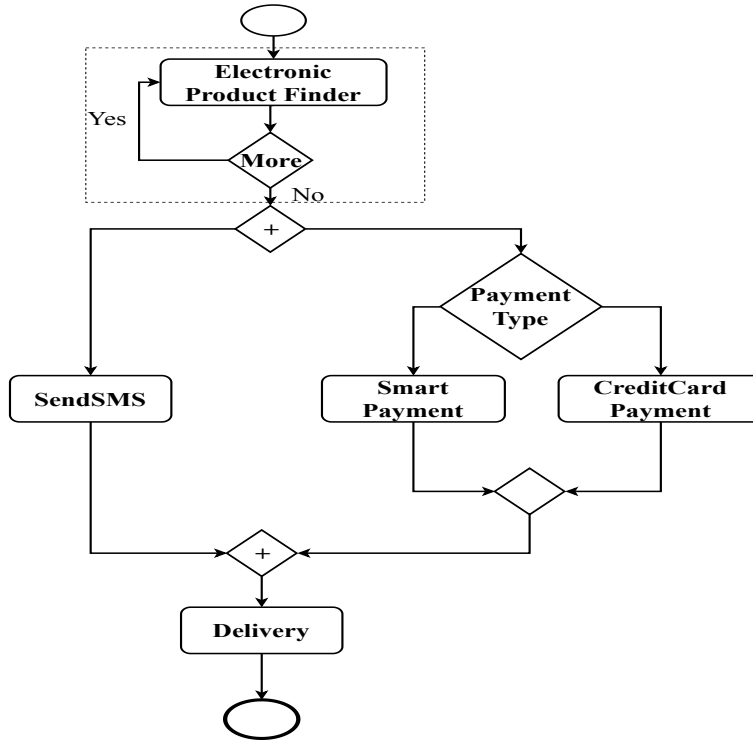 Electronic
Product Finder
Yes
More
No
+
Payment
Type
SendSMS
Smart
Payment
CreditCard
Payment
+
Delivery